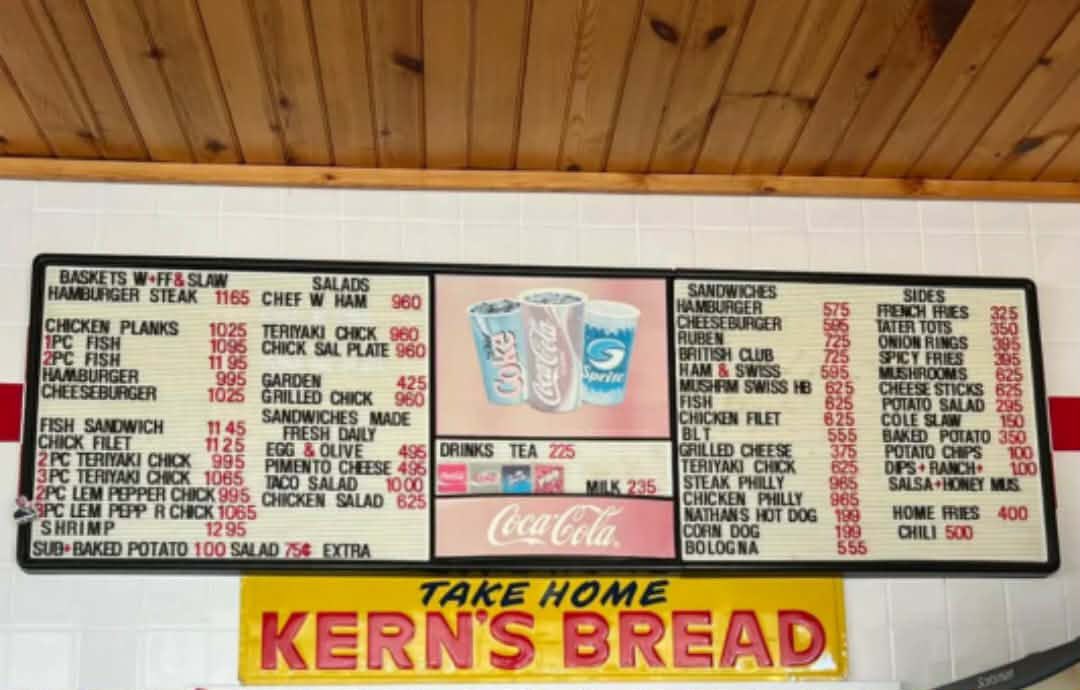 BASKETS W+FF& SLAW
HAMBURGER STEAK 1165
CHICKEN PLANKS 1025
1PC FISH 1095
2PC FISH 1195
HAMBURGER 995
CHEESEBURGER 1025
FISH SANDWICH 1145
CHICK FILET 1125
2 PC TERIYAKI CHICK 995
3PC TERIYAKI CHICK 1065
2PC LEM PEPPER CHICK 995
3PC LEM PEPP R CHICK 1065
SHRIMP 1295
SUB+BAKED POTATO 100 SALAD 75¢ EXTRA
SALADS
CHEF W HAM 960
TERIYAKI CHICK 960
CHICK SAL PLATE 960
GARDEN 425
GRILLED CHICK 960
SANDWICHES MADE
FRESH DAILY
EGG & OLIVE 495
PIMENTO CHEESE 495
TACO SALAD 1000
CHICKEN SALAD 625
Coke
Coca-Cola
Sprite
DRINKS TEA 225
MILK 235
Coca-Cola
SANDWICHES
HAMBURGER 575
CHEESEBURGER 595
RUBEN 725
BRITISH CLUB 725
HAM & SWISS 595
MUSHRM SWISS HB 625
FISH 625
CHICKEN FILET 625
BLT 555
GRILLED CHEESE 375
TERIYAKI CHICK 625
STEAK PHILLY 965
CHICKEN PHILLY 965
NATHANS HOT DOG 199
CORN DOG 199
BOLOGNA 555
SIDES
FRENCH FRIES 325
TATER TOTS 350
ONION RINGS 395
SPICY FRIES 395
MUSHROOMS 625
CHEESE STICKS 625
POTATO SALAD 295
COLE SLAW 150
BAKED POTATO 350
POTATO CHIPS 100
DIPS+RANCH+ 100
SALSA+HONEY MUS.
HOME FRIES 400
CHILI 500
TAKE HOME
KERN'S BREAD